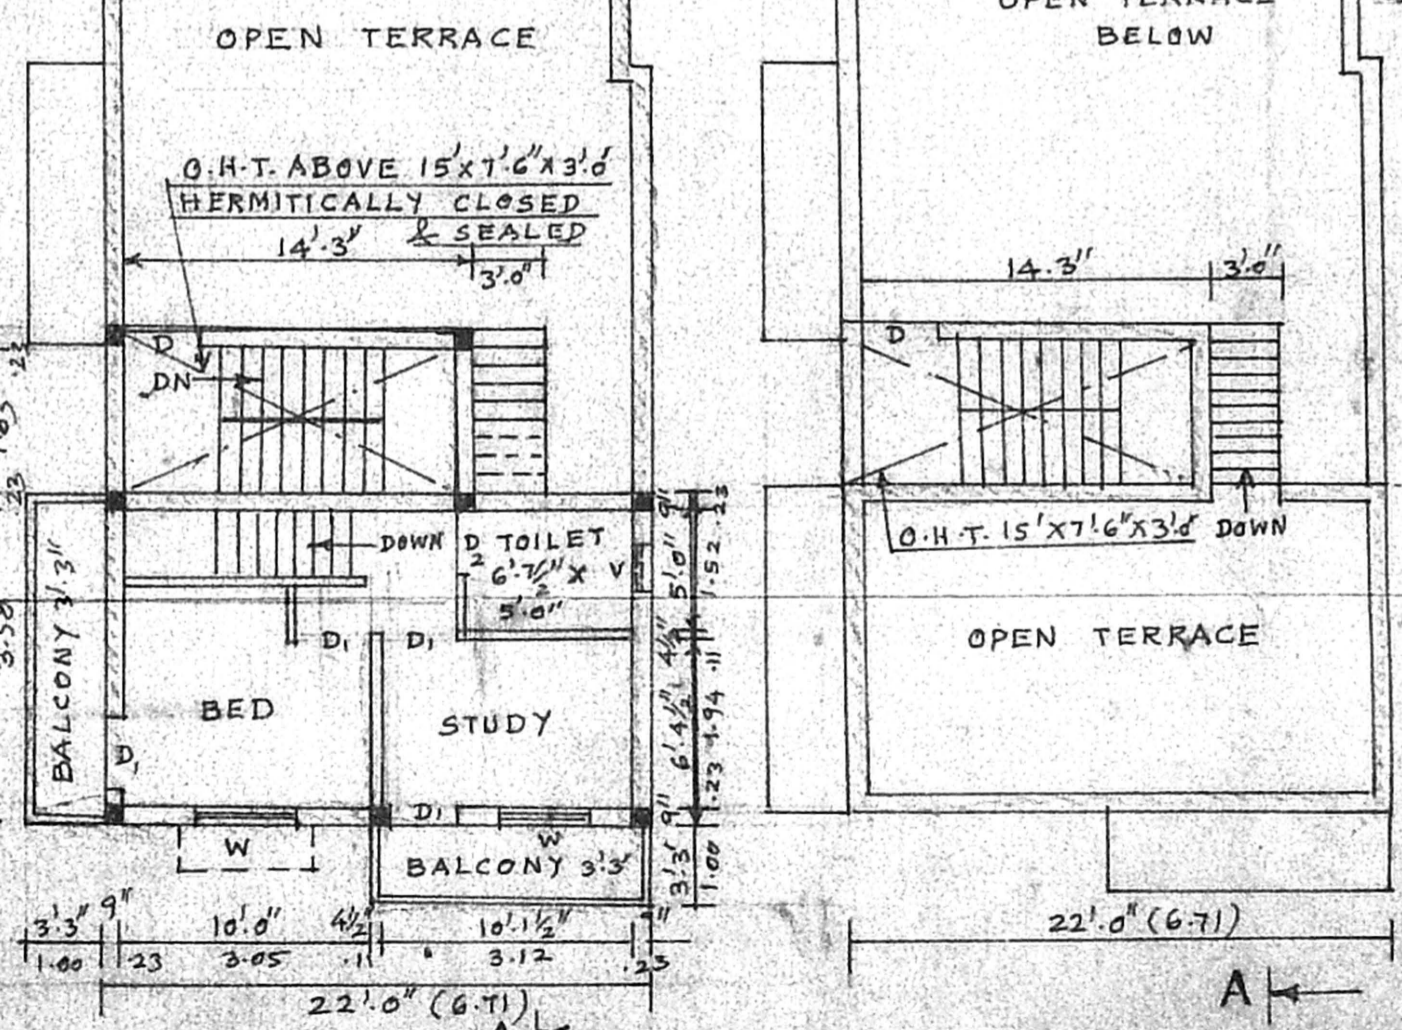 OPEN TERRACE
O.H.T. ABOVE 15'X7'.6"X3'.0'
HERMITICALLY CLOSED
& SEALED
14'.3"
3'.0"
D
DN
DOWN
D2
TOILET
6'.7½" X
5'.0"
V
BALCONY 3'.3"
D1
D1
BED
STUDY
D1
D1
W
W
BALCONY 3'.3"
.23
3.58
9"
.23
5'.0"
1.52
4½"
.11
6'.4½"
1.94
9"
.23
3'.3"
1.00
3'.3"
9"
10'.0"
4½"
10'.1½"
9"
1.00
.23
3.05
.11
3.12
.23
22'.0" (6.71)
BELOW
14.3"
3'.0"
D
O.H.T. 15'X7'.6"X3'.0"
DOWN
OPEN TERRACE
22'.0" (6.71)
A